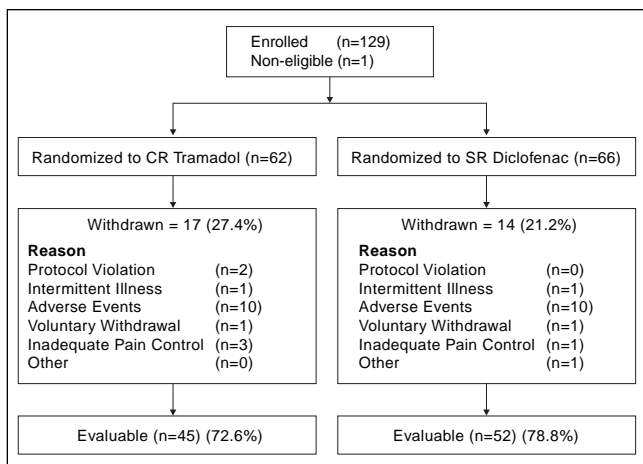 Enrolled (n=129)
Non-eligible (n=1)
Randomized to CR Tramadol (n=62)
Randomized to SR Diclofenac (n=66)
Withdrawn = 17 (27.4%)
Reason
Protocol Violation (n=2)
Intermittent Illness (n=1)
Adverse Events (n=10)
Voluntary Withdrawal (n=1)
Inadequate Pain Control (n=3)
Other (n=0)
Withdrawn = 14 (21.2%)
Reason
Protocol Violation (n=0)
Intermittent Illness (n=1)
Adverse Events (n=10)
Voluntary Withdrawal (n=1)
Inadequate Pain Control (n=1)
Other (n=1)
Evaluable (n=45) (72.6%)
Evaluable (n=52) (78.8%)